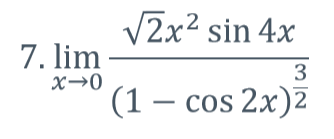 7. lim x→0 √2x² sin 4x / (1 − cos 2x)^(3/2)